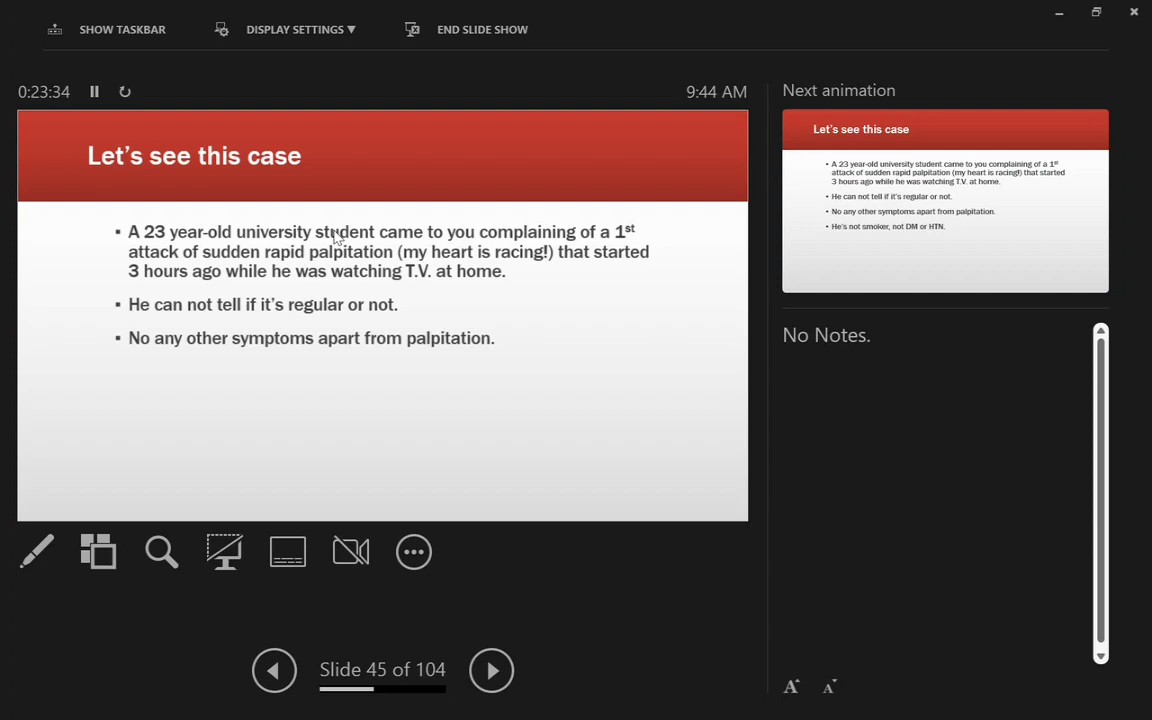 SHOW TASKBAR
DISPLAY SETTINGS ▼
END SLIDE SHOW
0:23:34
9:44 AM
Let's see this case
▪ A 23 year-old university student came to you complaining of a 1st
attack of sudden rapid palpitation (my heart is racing!) that started
3 hours ago while he was watching T.V. at home.
▪ He can not tell if it's regular or not.
▪ No any other symptoms apart from palpitation.
Next animation
Let's see this case
▪ A 23 year-old university student came to you complaining of a 1st
attack of sudden rapid palpitation (my heart is racing!) that started
3 hours ago while he was watching T.V. at home.
▪ He can not tell if it's regular or not.
▪ No any other symptoms apart from palpitation.
▪ He's not smoker, not DM or HTN.
No Notes.
Slide 45 of 104
A A